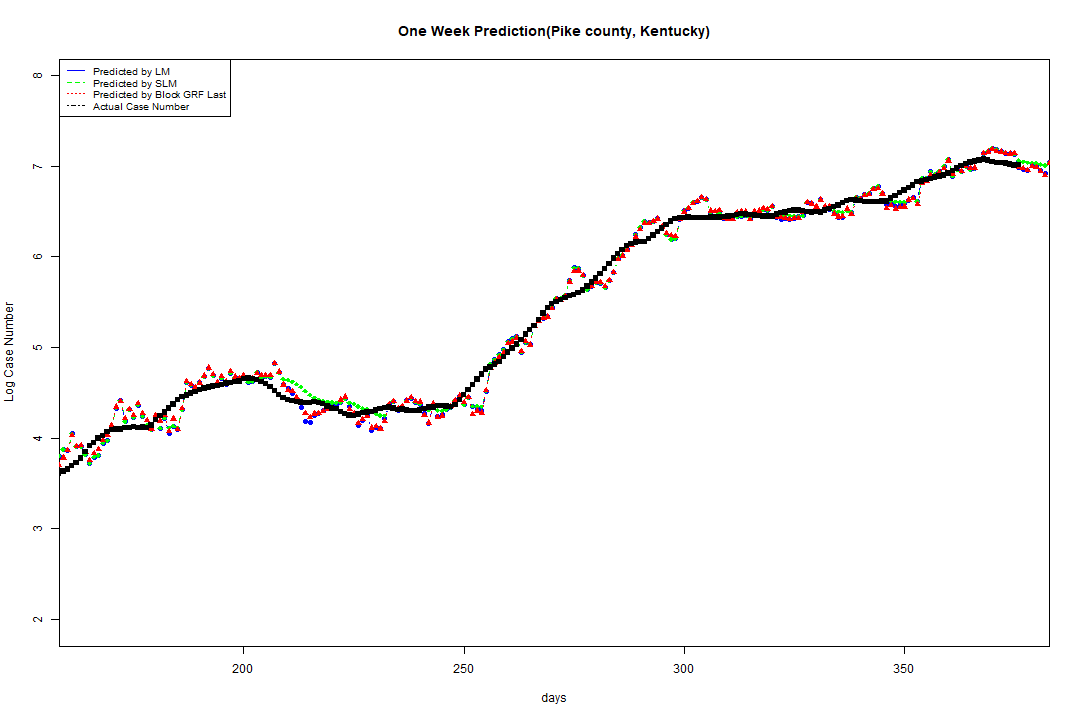 One Week Prediction(Pike county, Kentucky)
Predicted by LM
Predicted by SLM
Predicted by Block GRF Last
Actual Case Number
8
7
6
5
4
3
2
Log Case Number
200 250 300 350
days